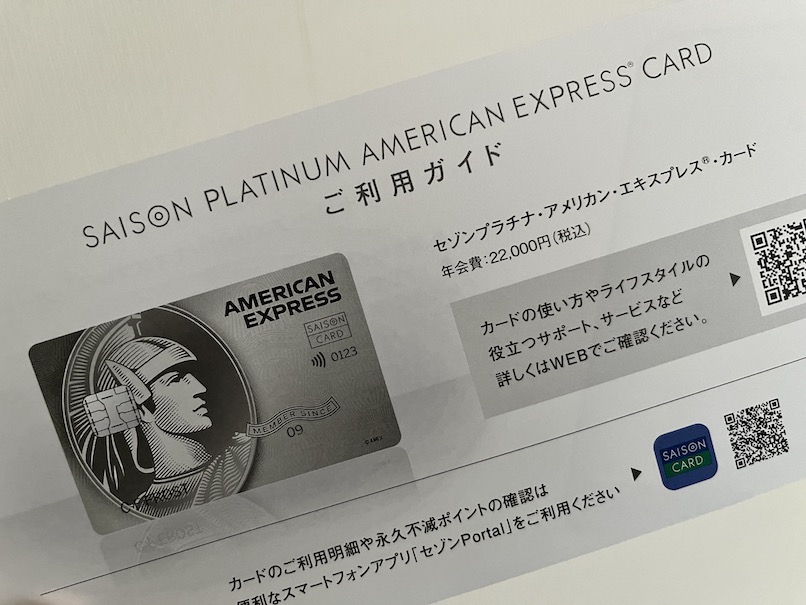 SAISON PLATINUM AMERICAN EXPRESS® CARD
ご利用ガイド
セゾンプラチナ・アメリカン・エキスプレス®・カード
年会費:22,000円(税込)
カードの使い方やライフスタイルの
役立つサポート、サービスなど
詳しくはWEBでご確認ください。
AMERICAN
EXPRESS
SAISON
CARD
0123
MEMBER SINCE
09
カードのご利用明細や永久不滅ポイントの確認は
便利なスマートフォンアプリ「セゾンPortal」をご利用ください
SAISON
CARD